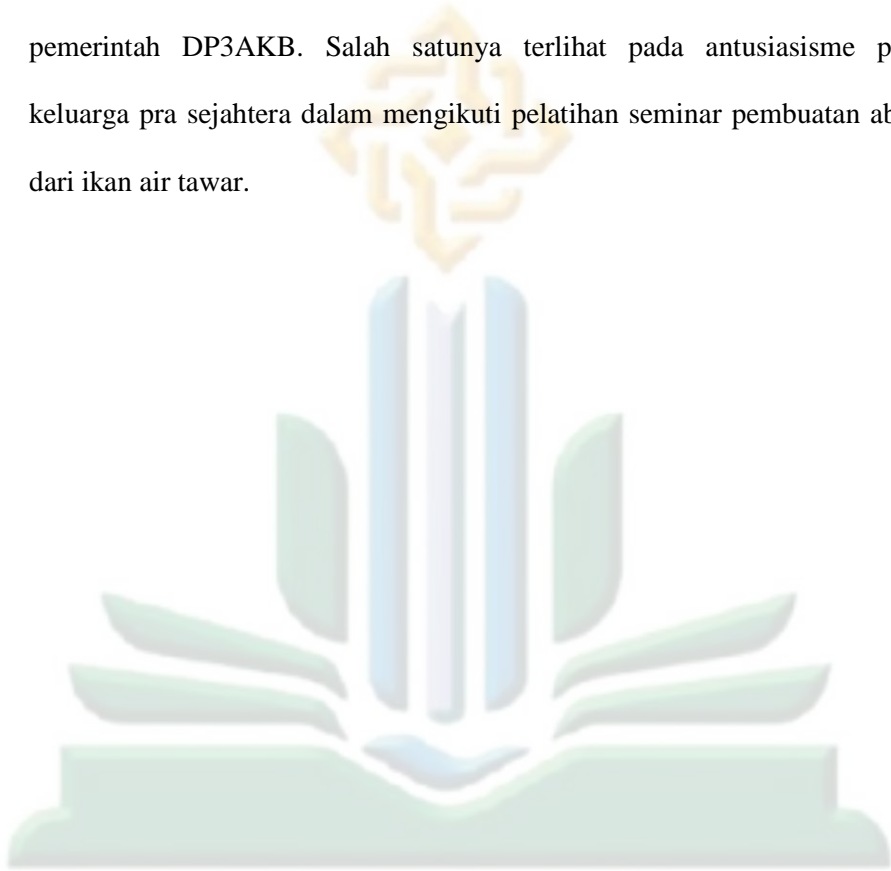 pemerintah DP3AKB. Salah satunya terlihat pada antusiasisme
keluarga pra sejahtera dalam mengikuti pelatihan seminar pembuatan
dari ikan air tawar.